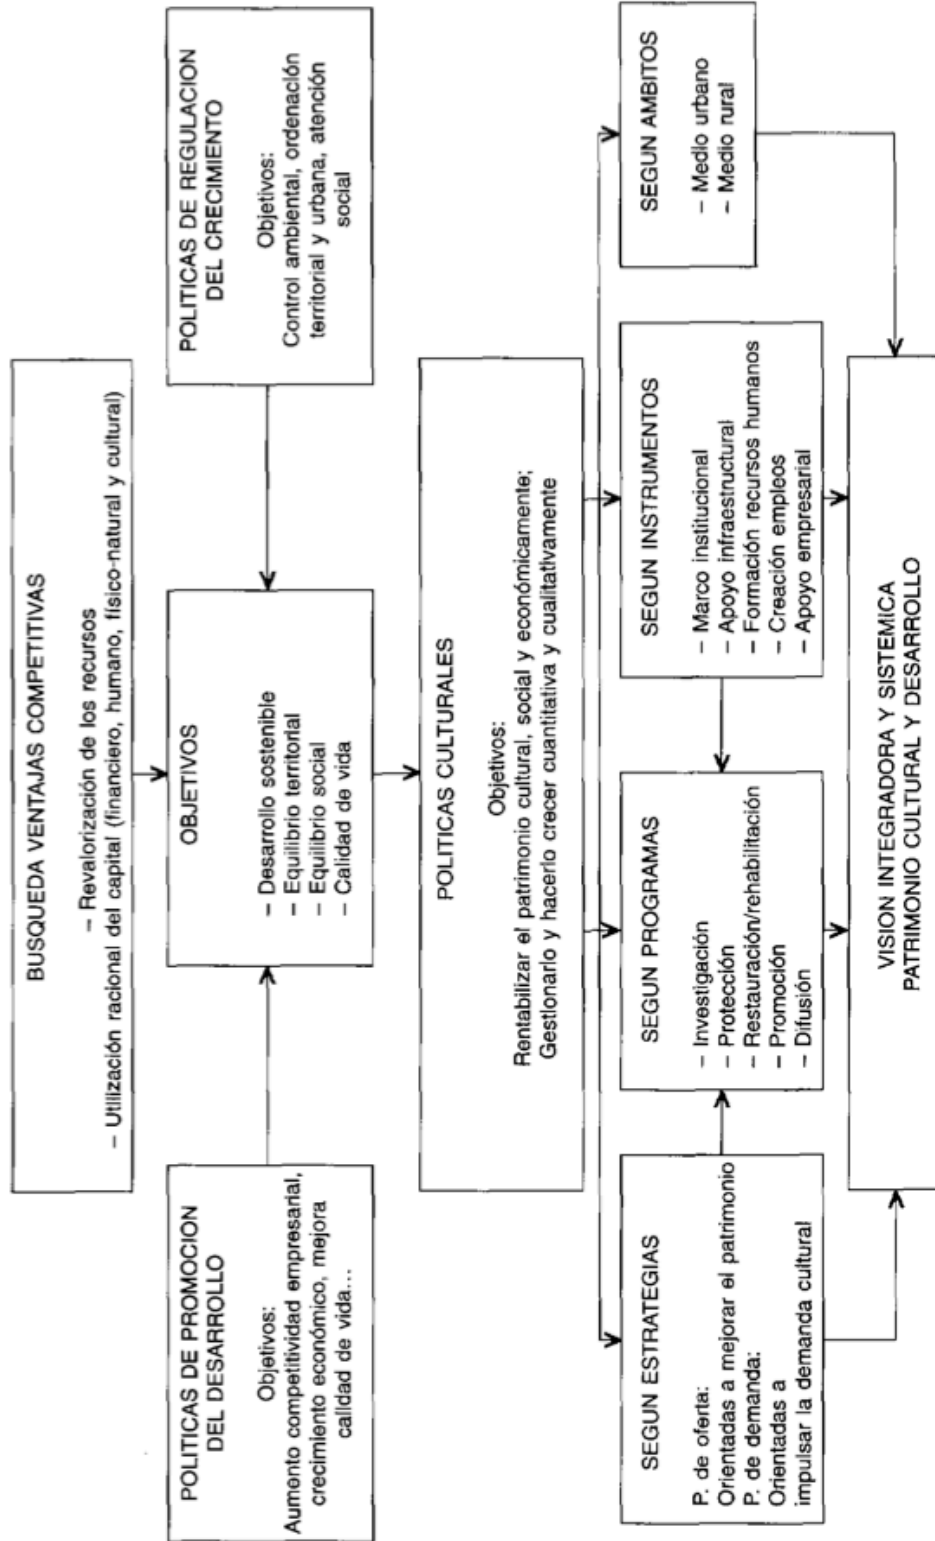 BUSQUEDA VENTAJAS COMPETITIVAS
– Revalorización de los recursos
– Utilización racional del capital (financiero, humano, físico-natural y cultural)
POLITICAS DE PROMOCION
DEL DESARROLLO
Objetivos:
Aumento competitividad empresarial,
crecimiento económico, mejora
calidad de vida...
OBJETIVOS
– Desarrollo sostenible
– Equilibrio territorial
– Equilibrio social
– Calidad de vida
POLITICAS DE REGULACION
DEL CRECIMIENTO
Objetivos:
Control ambiental, ordenación
territorial y urbana, atención
social
POLITICAS CULTURALES
Objetivos:
Rentabilizar el patrimonio cultural, social y económicamente;
Gestionarlo y hacerlo crecer cuantitativa y cualitativamente
SEGUN ESTRATEGIAS
P. de oferta:
Orientadas a mejorar el patrimonio
P. de demanda:
Orientadas a
impulsar la demanda cultural
SEGUN PROGRAMAS
– Investigación
– Protección
– Restauración/rehabilitación
– Promoción
– Difusión
SEGUN INSTRUMENTOS
– Marco institucional
– Apoyo infraestructural
– Formación recursos humanos
– Creación empleos
– Apoyo empresarial
SEGUN AMBITOS
– Medio urbano
– Medio rural
VISION INTEGRADORA Y SISTEMICA
PATRIMONIO CULTURAL Y DESARROLLO